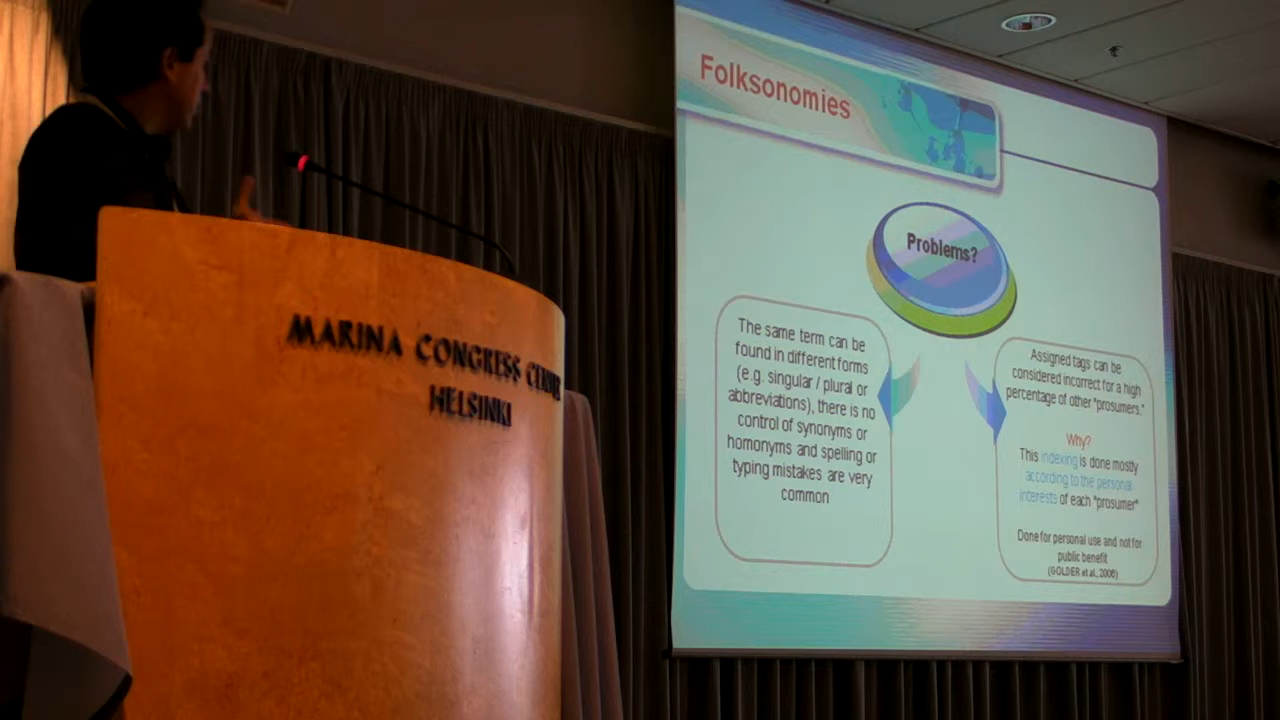 MARINA CONGRESS CENTER
HELSINKI
Folksonomies
Problems?
The same term can be
found in different forms
(e.g. singular / plural or
abbreviations), there is no
control of synonyms or
homonyms and spelling or
typing mistakes are very
common
Assigned tags can be
considered incorrect for a high
percentage of other "prosumers."
Why?
This indexing is done mostly
according to the personal
interests of each "prosumer"
Done for personal use and not for
public benefit
(GOLDER et al., 2006)